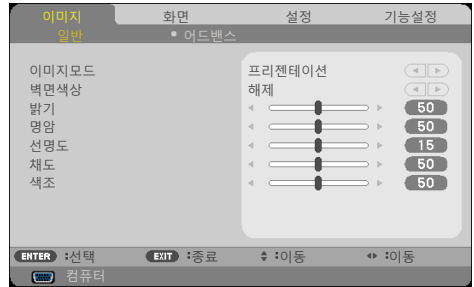 이미지 화면 설정 기능설정
일반 • 어드밴스
이미지모드 프리젠테이션
벽면색상 해제
밝기 50
명암 50
선명도 15
채도 50
색조 50
ENTER :선택 EXIT :종료 :이동 :이동
컴퓨터